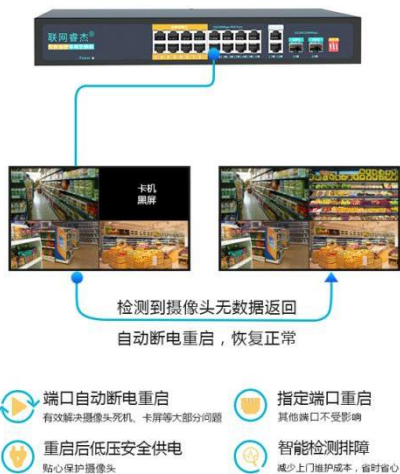 联网睿杰®
Power
卡机
黑屏
检测到摄像头无数据返回
自动断电重启，恢复正常
端口自动断电重启
有效解决摄像头死机、卡屏等大部分问题
指定端口重启
其他端口不受影响
重启后低压安全供电
贴心保护摄像头
智能检测排障
减少上门维护成本，省时省心